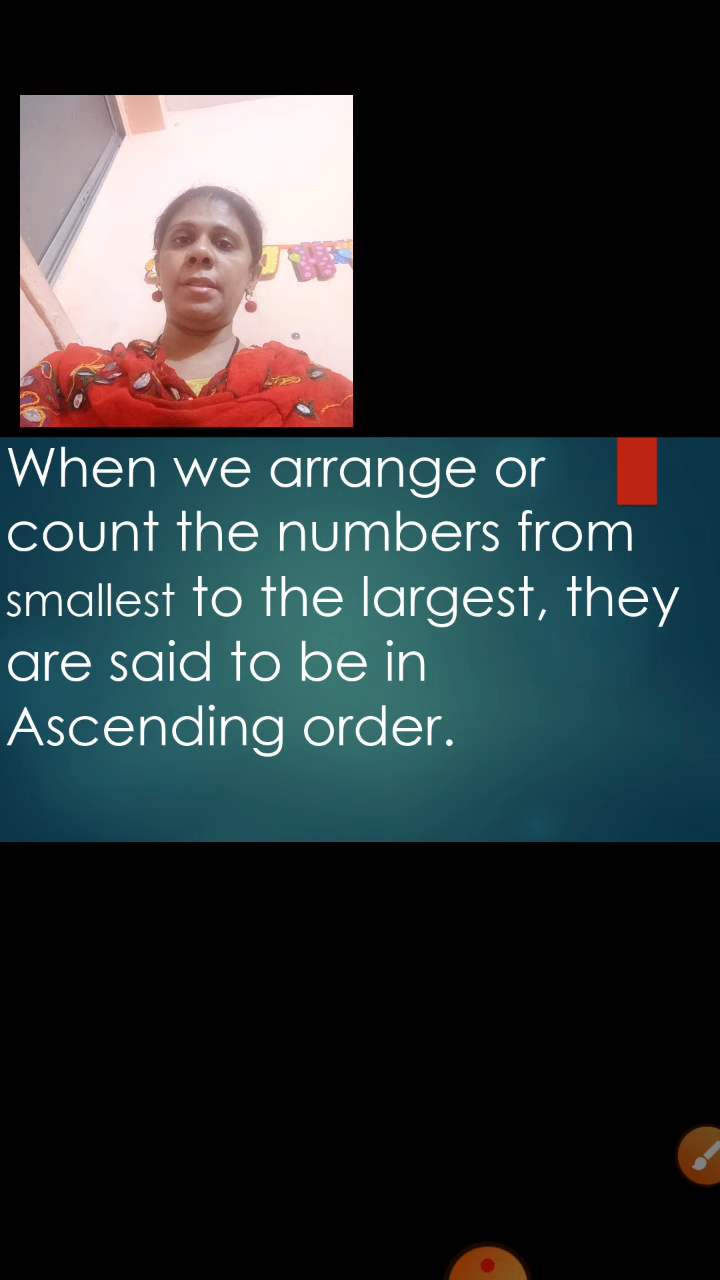 H
When we arrange or
count the numbers from
smallest to the largest, they
are said to be in
Ascending order.